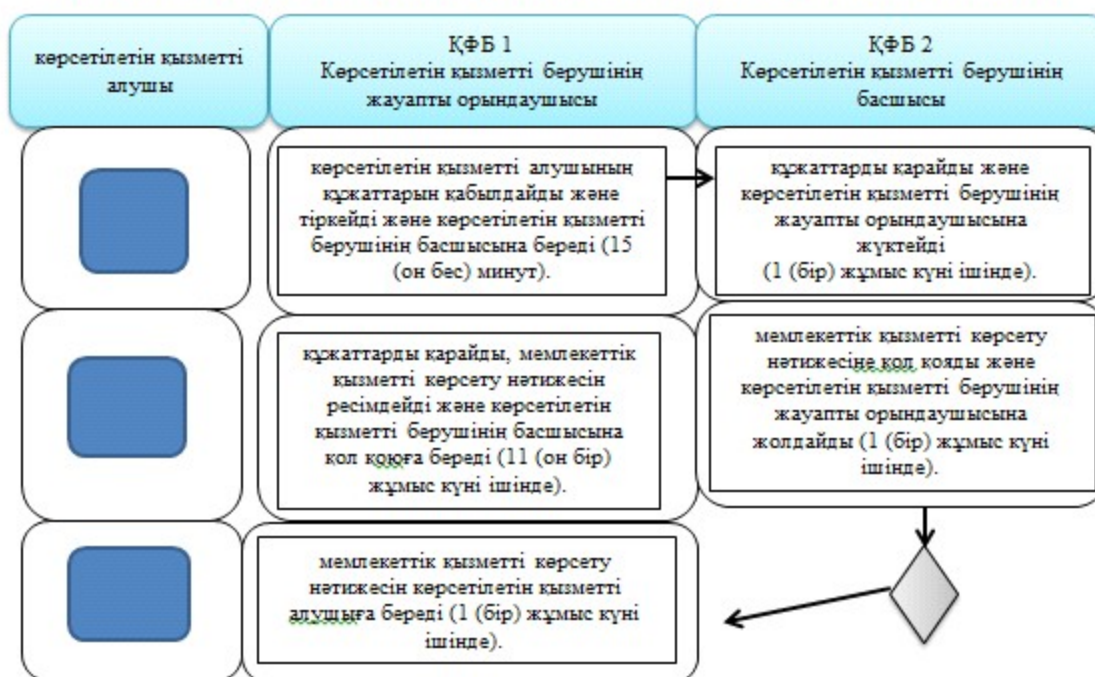 көрсетілетін қызметті
алушы
ҚФБ 1
Көрсетілетін қызметті берушінің
жауапты орындаушысы
ҚФБ 2
Көрсетілетін қызметті берушінің
басшысы
көрсетілетін қызметті алушының
құжаттарын қабылдайды және
тіркейді және көрсетілетін қызметті
берушінің басшысына береді (15
(он бес) минут).
құжаттарды қарайды және
көрсетілетін қызметті берушінің
жауапты орындаушысына
жүктейді
(1 (бір) жұмыс күні ішінде).
құжаттарды қарайды, мемлекеттік
қызметті көрсету нәтижесін
ресімдейді және көрсетілетін
қызметті берушінің басшысына
қол қоюға береді (11 (он бір)
жұмыс күні ішінде).
мемлекеттік қызметті көрсету
нәтижесіне қол қояды және
көрсетілетін қызметті берушінің
жауапты орындаушысына
жолдайды (1 (бір) жұмыс күні
ішінде).
мемлекеттік қызметті көрсету
нәтижесін көрсетілетін қызметті
алушыға береді (1 (бір) жұмыс күні
ішінде).